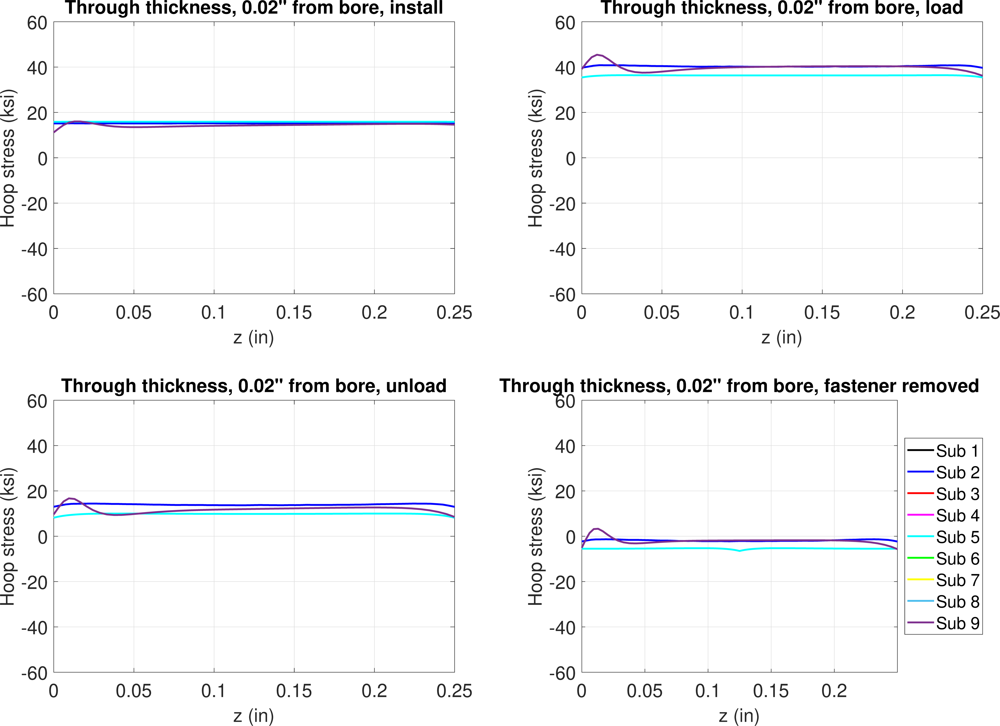 Through thickness, 0.02" from bore, install
60
40
20
0
-20
-40
-60
Hoop stress (ksi)
0 0.05 0.1 0.15 0.2 0.25
z (in)
Through thickness, 0.02" from bore, load
60
40
20
0
-20
-40
-60
Hoop stress (ksi)
0 0.05 0.1 0.15 0.2 0.25
z (in)
Through thickness, 0.02" from bore, unload
60
40
20
0
-20
-40
-60
Hoop stress (ksi)
0 0.05 0.1 0.15 0.2 0.25
z (in)
Through thickness, 0.02" from bore, fastener removed
60
40
20
0
-20
-40
-60
Hoop stress (ksi)
0 0.05 0.1 0.15 0.2
z (in)
Sub 1
Sub 2
Sub 3
Sub 4
Sub 5
Sub 6
Sub 7
Sub 8
Sub 9